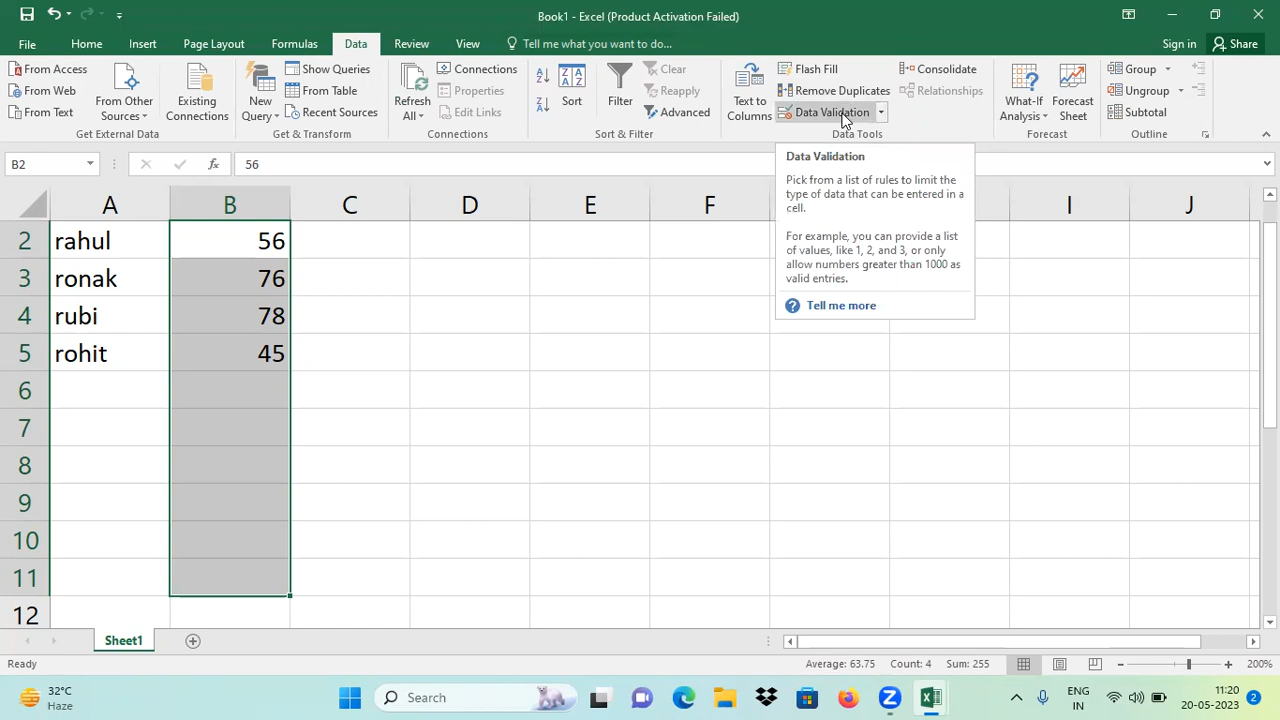 Book1 - Excel (Product Activation Failed)
File Home Insert Page Layout Formulas Data Review View Tell me what you want to do... Sign in Share
From Access
From Web
From Text
From Other Sources
Existing Connections
Get External Data
New Query
Show Queries
From Table
Recent Sources
Get & Transform
Refresh All
Connections
Properties
Edit Links
Connections
Sort
Filter
Clear
Reapply
Advanced
Sort & Filter
Text to Columns
Flash Fill
Remove Duplicates
Data Validation
Consolidate
Relationships
Data Tools
What-If Analysis
Forecast Sheet
Forecast
Group
Ungroup
Subtotal
Outline
B2 fx 56
Data Validation
Pick from a list of rules to limit the
type of data that can be entered in a
cell.
For example, you can provide a list
of values, like 1, 2, and 3, or only
allow numbers greater than 1000 as
valid entries.
? Tell me more
A B C D E F I J
2 rahul 56
3 ronak 76
4 rubi 78
5 rohit 45
6
7
8
9
10
11
12
Sheet1
Ready Average: 63.75 Count: 4 Sum: 255 200%
32°C
Haze
Search
ENG
IN
11:20
20-05-2023
2